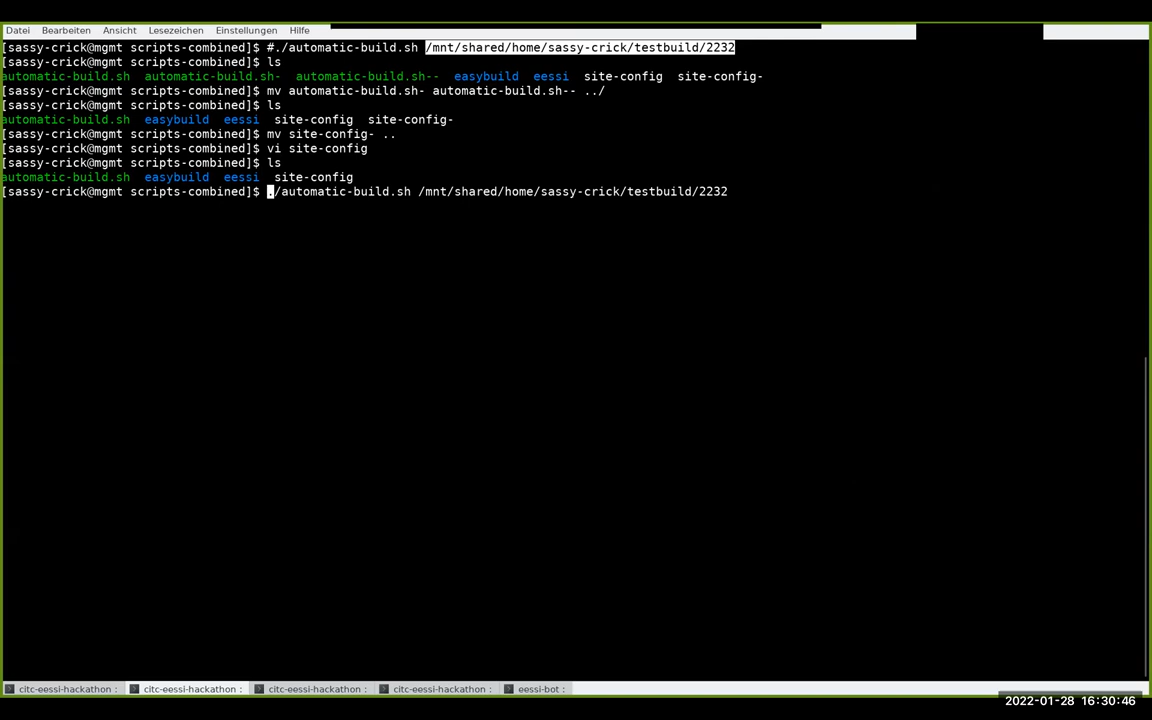 Datei Bearbeiten Ansicht Lesezeichen Einstellungen Hilfe
[sassy-crick@mgmt scripts-combined]$ #./automatic-build.sh /mnt/shared/home/sassy-crick/testbuild/2232
[sassy-crick@mgmt scripts-combined]$ ls
automatic-build.sh automatic-build.sh- automatic-build.sh-- easybuild eessi site-config site-config-
[sassy-crick@mgmt scripts-combined]$ mv automatic-build.sh- automatic-build.sh-- ../
[sassy-crick@mgmt scripts-combined]$ ls
automatic-build.sh easybuild eessi site-config site-config-
[sassy-crick@mgmt scripts-combined]$ mv site-config- ..
[sassy-crick@mgmt scripts-combined]$ vi site-config
[sassy-crick@mgmt scripts-combined]$ ls
automatic-build.sh easybuild eessi site-config
[sassy-crick@mgmt scripts-combined]$ ./automatic-build.sh /mnt/shared/home/sassy-crick/testbuild/2232
citc-eessi-hackathon : citc-eessi-hackathon : citc-eessi-hackathon : citc-eessi-hackathon : eessi-bot :
2022-01-28 16:30:46